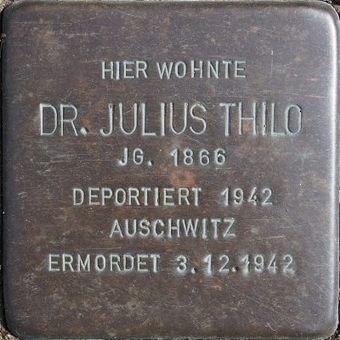 HIER WOHNTE
DR. JULIUS THILO
JG. 1866
DEPORTIERT 1942
AUSCHWITZ
ERMORDET 3.12.1942